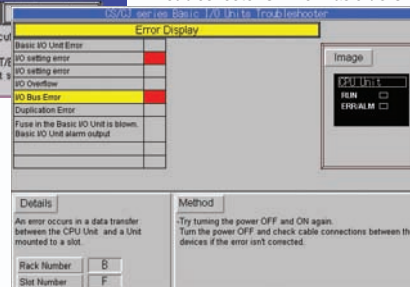 CS/CJ series Basic I/O Units Troubleshooter
Error Display
Basic I/O Unit Error
I/O setting error
I/O setting error
I/O Overflow
I/O Bus Error
Duplication Error
Fuse in the Basic I/O Unit is blown.
Basic I/O Unit alarm output
Image
CPU Unit
RUN
ERR/ALM
Details
An error occurs in a data transfer
between the CPU Unit and a Unit
mounted to a slot.
Rack Number B
Slot Number F
Method
-Try turning the power OFF and ON again.
Turn the power OFF and check cable connections between the
devices if the error isn't corrected.